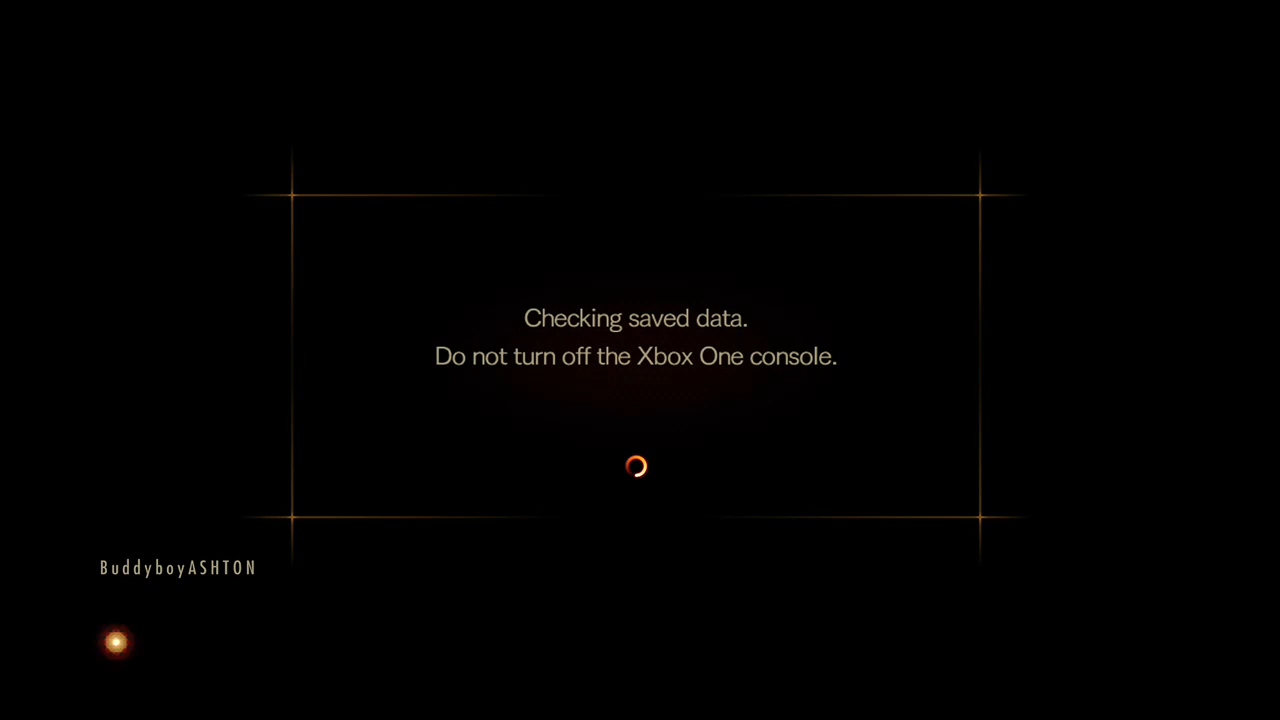 Checking saved data.
Do not turn off the Xbox One console.
BuddyboyASHTON